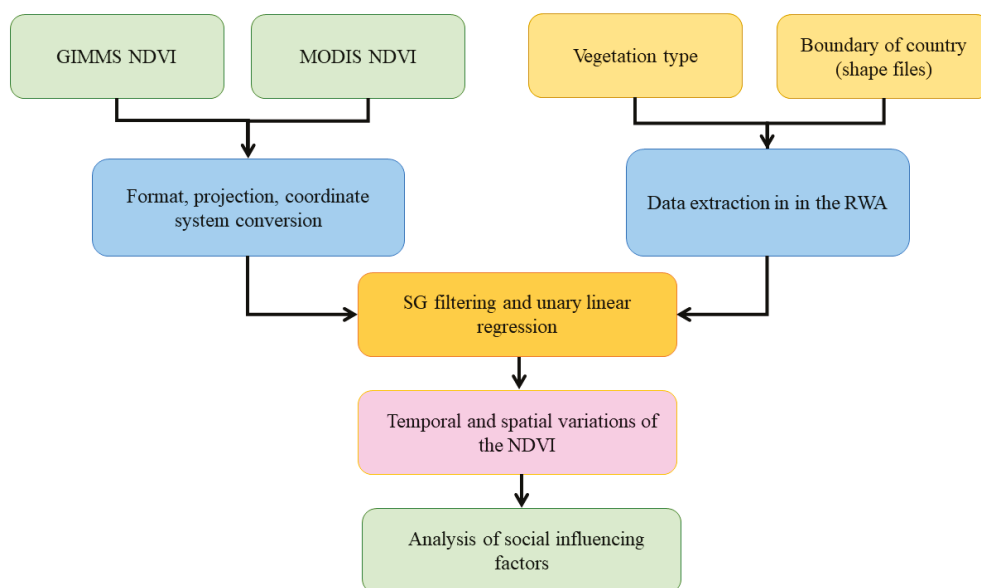 GIMMS NDVI
MODIS NDVI
Vegetation type
Boundary of country
(shape files)
Format, projection, coordinate
system conversion
Data extraction in in the RWA
SG filtering and unary linear
regression
Temporal and spatial variations of
the NDVI
Analysis of social influencing
factors